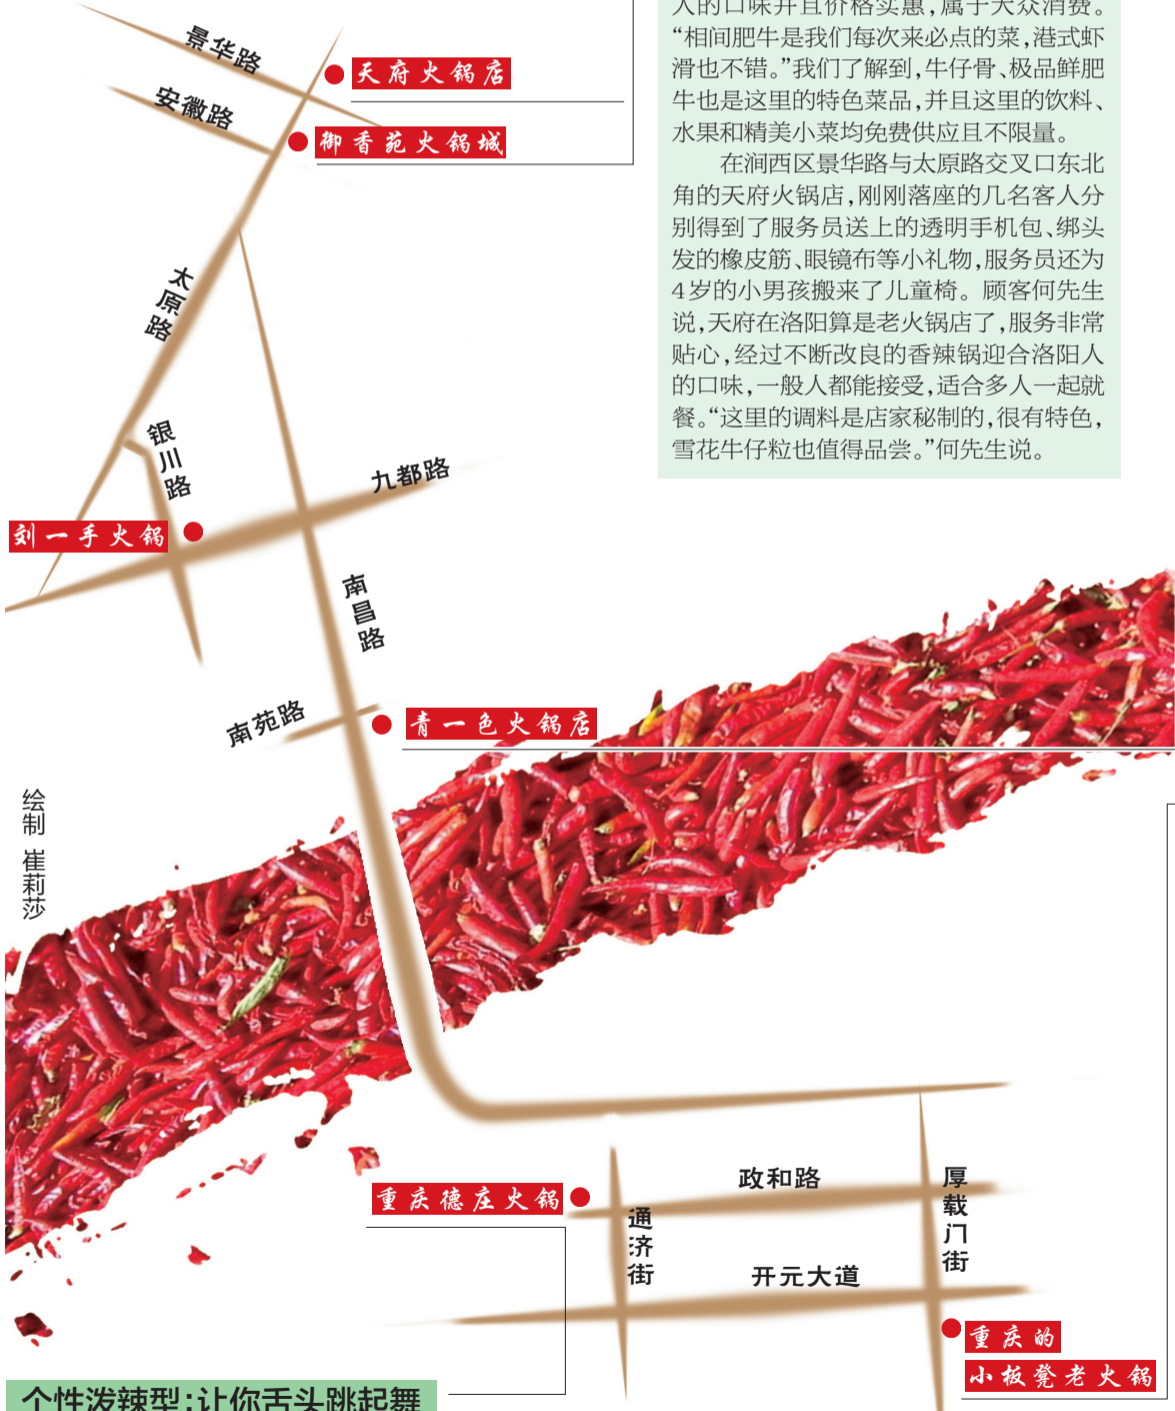 人的口味并且价格实惠,属于大众消费。
“相间肥牛是我们每次来必点的菜,港式虾
滑也不错。”我们了解到,牛仔骨、极品鲜肥
牛也是这里的特色菜品,并且这里的饮料、
水果和精美小菜均免费供应且不限量。
在涧西区景华路与太原路交叉口东北
角的天府火锅店,刚刚落座的几名客人分
别得到了服务员送上的透明手机包、绑头
发的橡皮筋、眼镜布等小礼物,服务员还为
4岁的小男孩搬来了儿童椅。顾客何先生
说,天府在洛阳算是老火锅店了,服务非常
贴心,经过不断改良的香辣锅迎合洛阳人
的口味,一般人都能接受,适合多人一起就
餐。“这里的调料是店家秘制的,很有特色,
雪花牛仔粒也值得品尝。”何先生说。
景华路
天府火锅店
安徽路
御香苑火锅城
太原路
银川路
九都路
刘一手火锅
南昌路
南苑路
青一色火锅店
绘制 崔莉莎
政和路
厚载门街
重庆德庄火锅
通济街
开元大道
重庆的
小板凳老火锅
个性泼辣型:让你舌头跳起舞